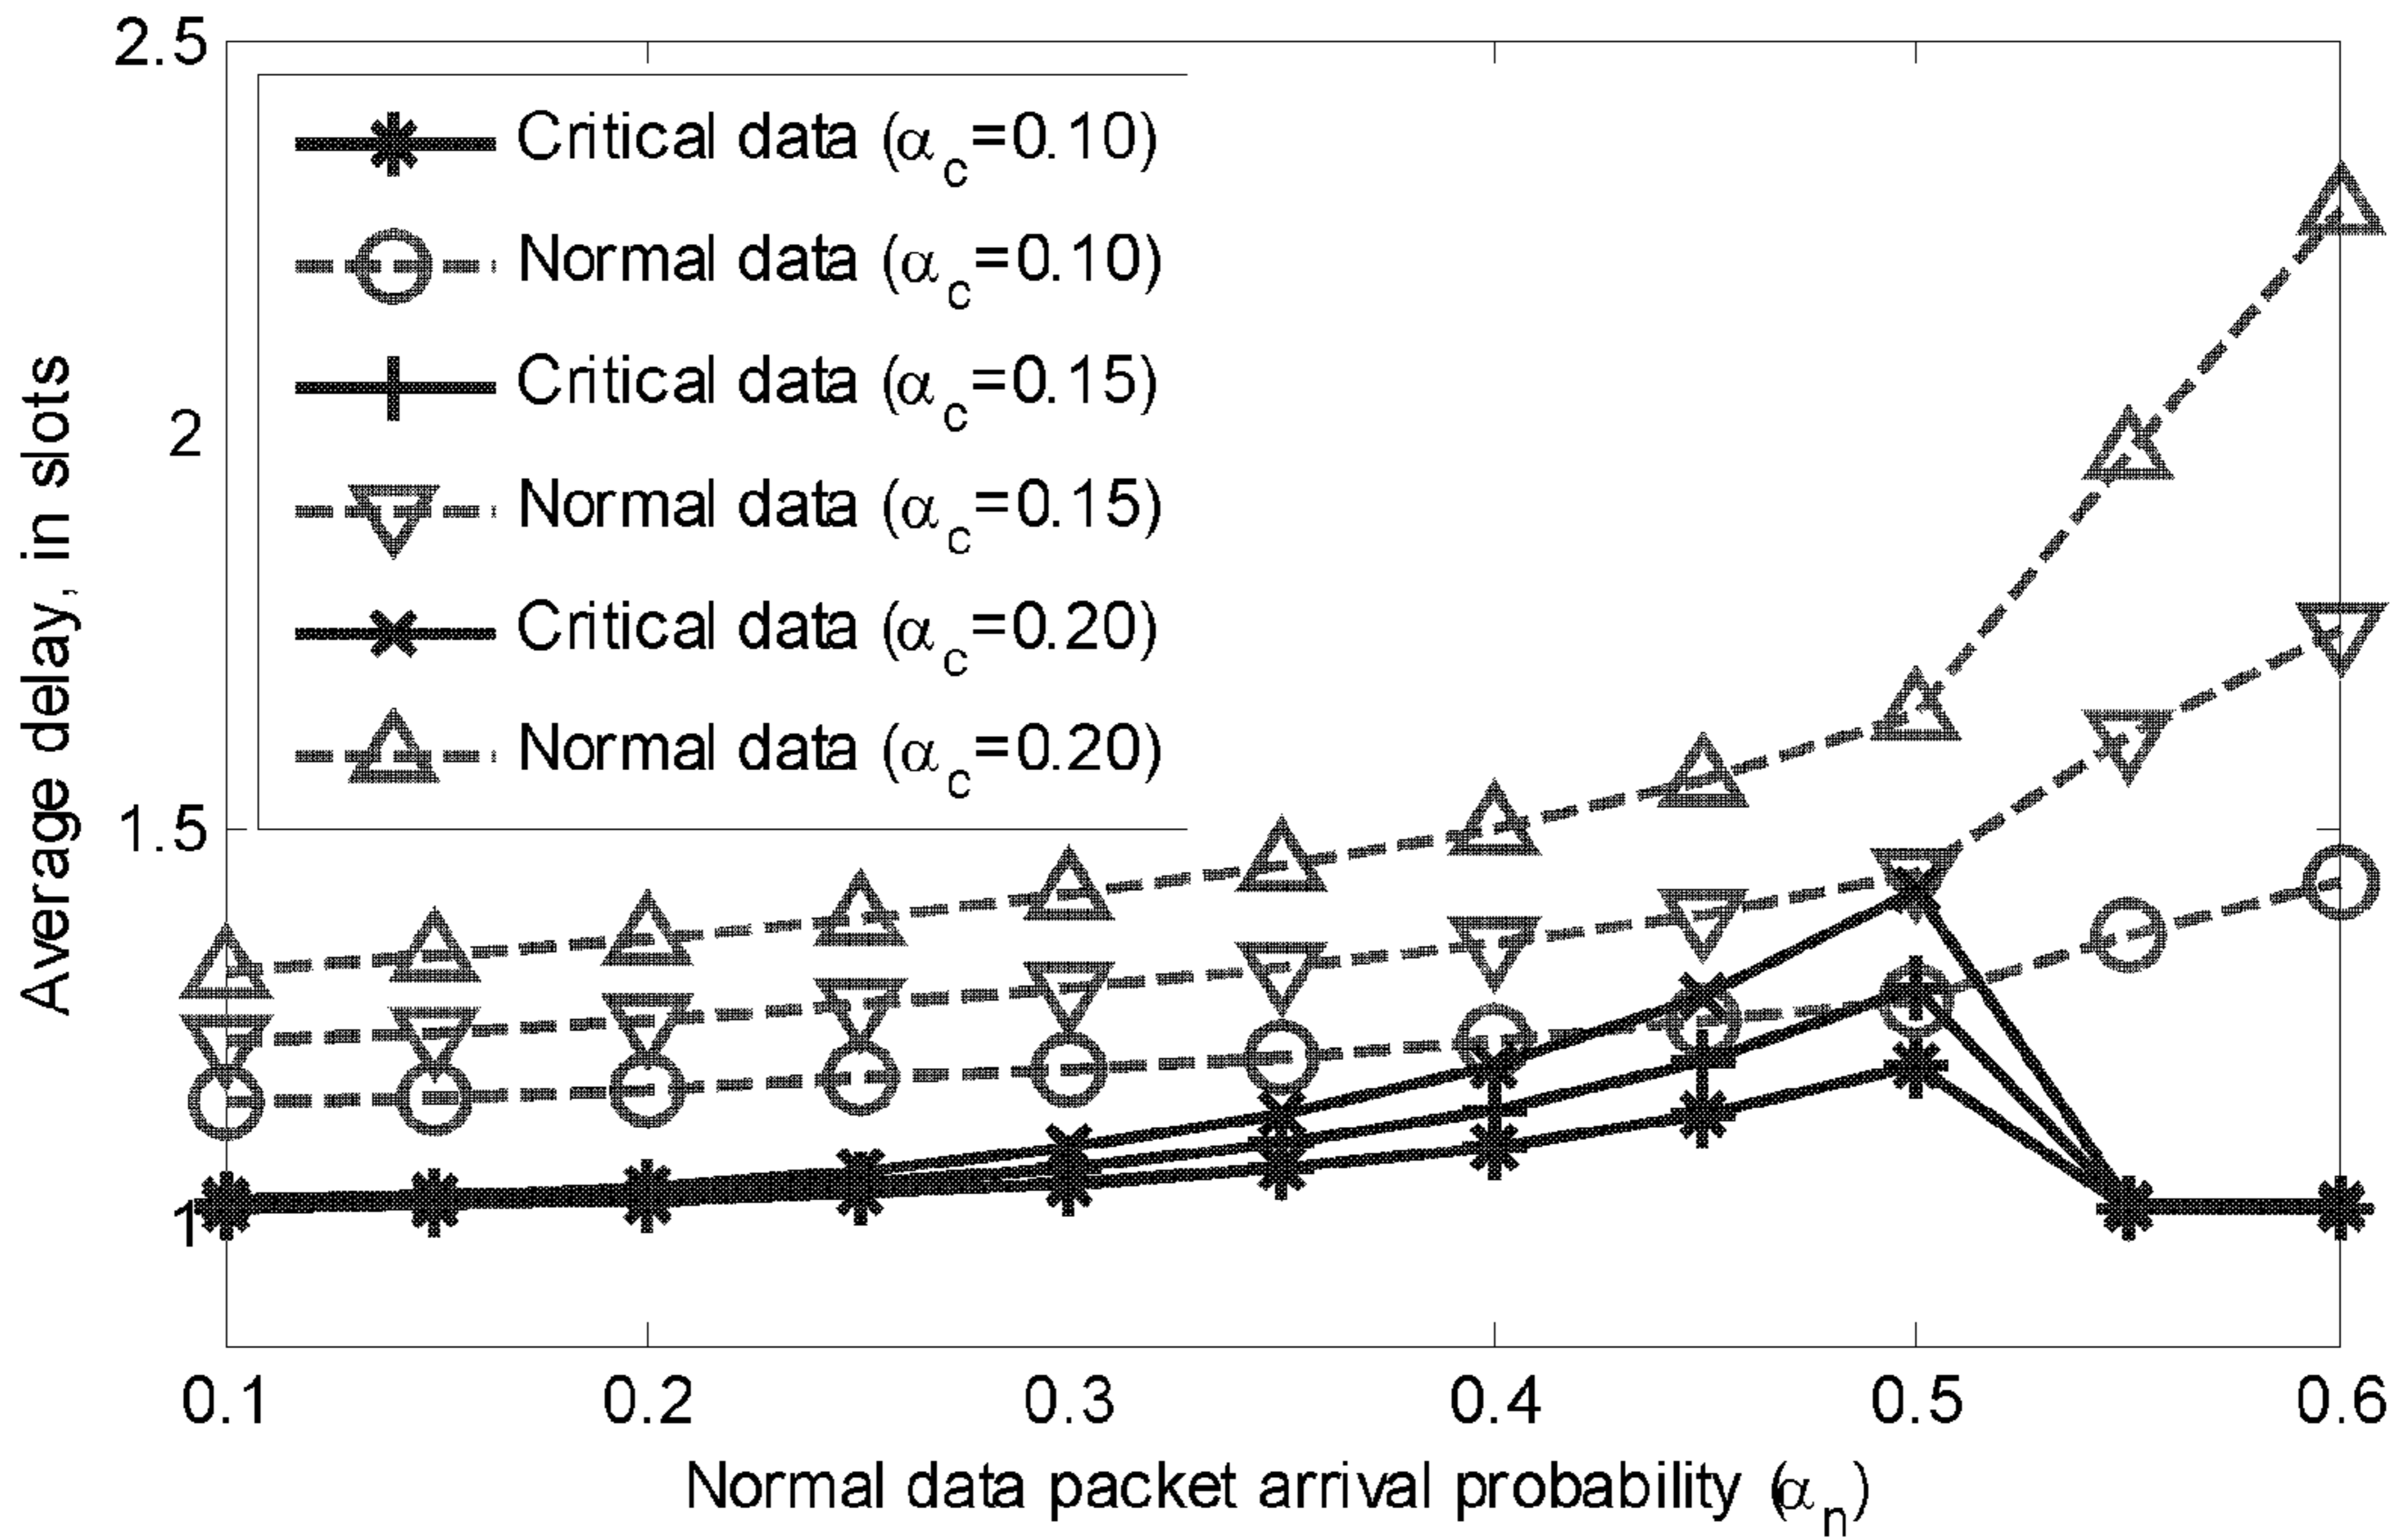 2.5
2
1.5
1
Average delay, in slots
Critical data (αc=0.10)
Normal data (αc=0.10)
Critical data (αc=0.15)
Normal data (αc=0.15)
Critical data (αc=0.20)
Normal data (αc=0.20)
0.1 0.2 0.3 0.4 0.5 0.6
Normal data packet arrival probability (αn)